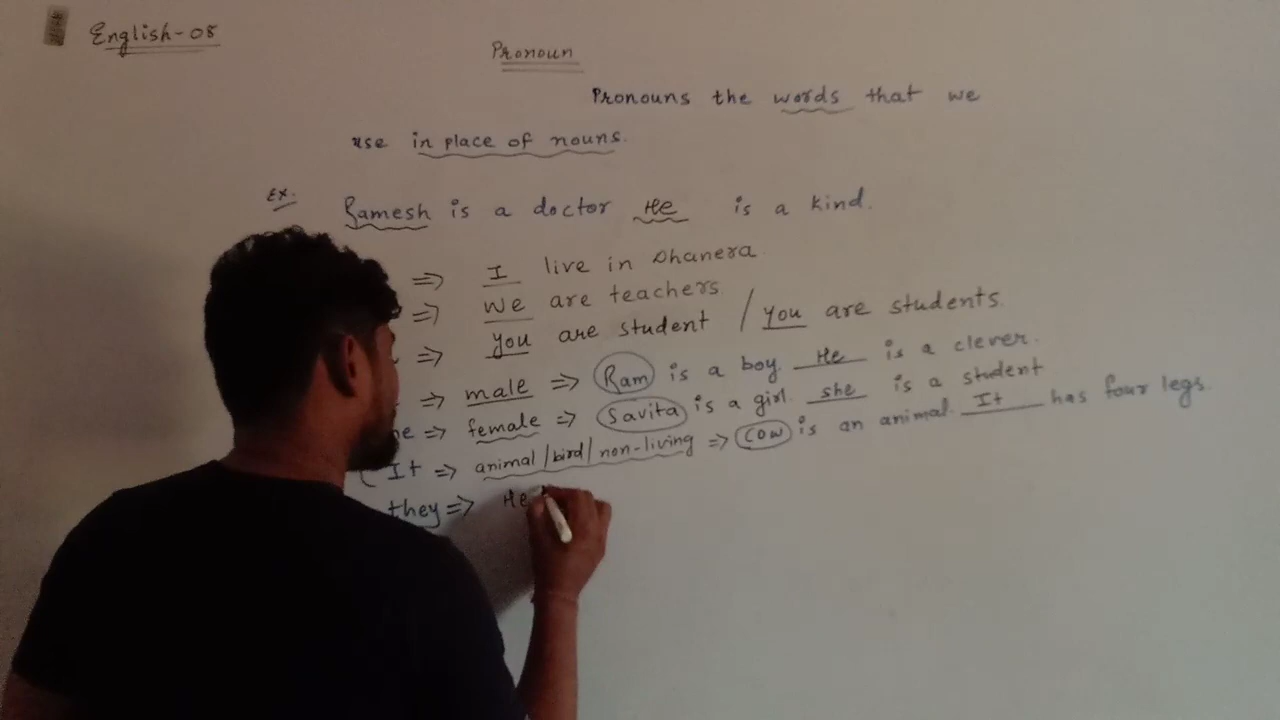 English-08
Pronoun
Pronouns the words that we
use in place of nouns.
Ex.
Ramesh is a doctor He is a kind.
⇒ I live in Dhanera
⇒ We are teachers.
⇒ you are student / you are students.
⇒ male ⇒ Ram is a boy. He is a clever.
he ⇒ female ⇒ Savita is a girl. she is a student
It ⇒ animal/bird/non-living ⇒ cow is an animal. It has four legs.
they ⇒ He